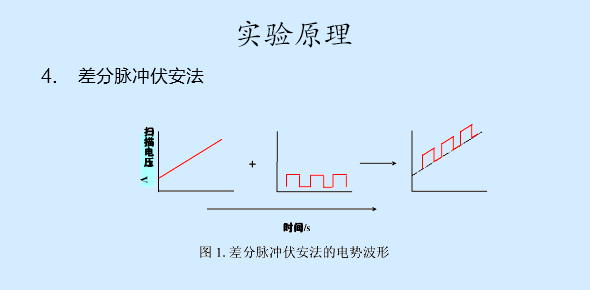 实验原理
4. 差分脉冲伏安法
扫描电压 V
+
时间/s
图 1. 差分脉冲伏安法的电势波形